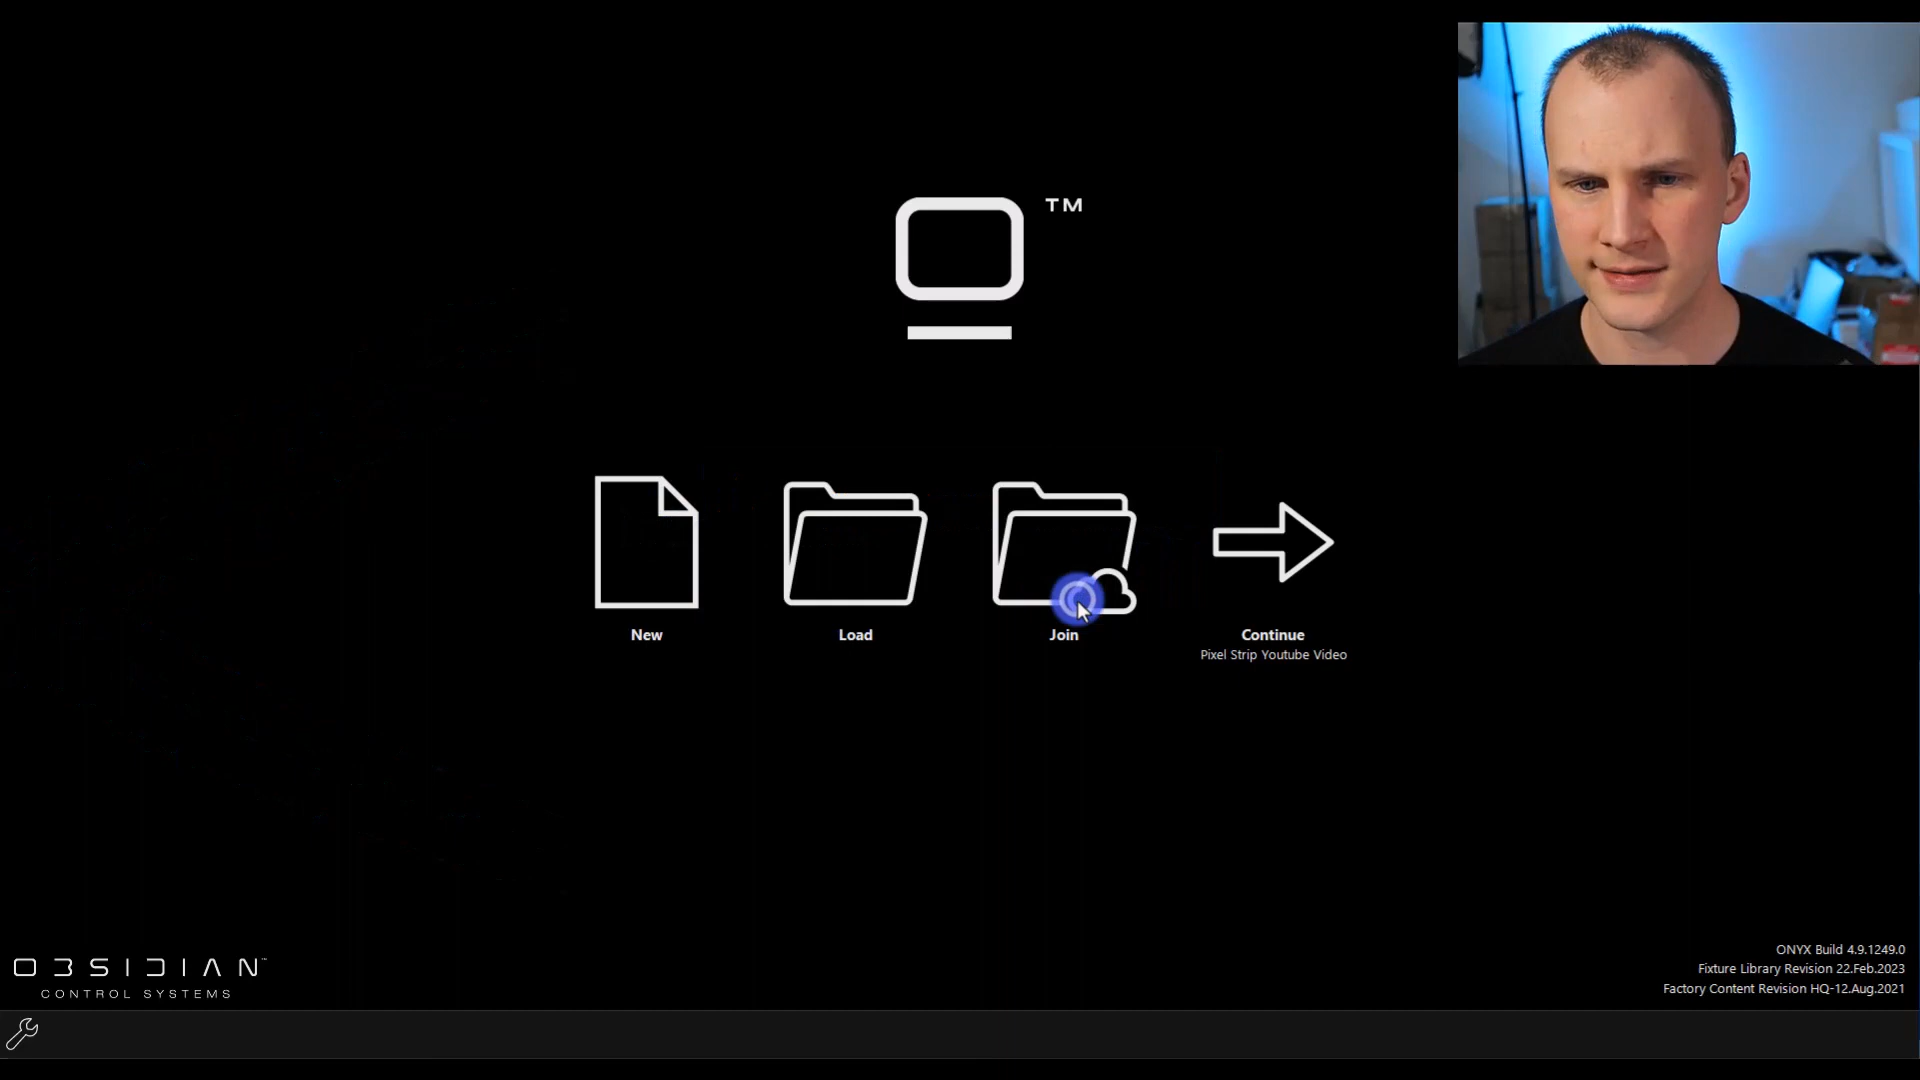 TM
New
Load
Join
Continue
Pixel Strip Youtube Video
OBSIDIAN
CONTROL SYSTEMS
ONYX Build 4.9.1249.0
Fixture Library Revision 22.Feb.2023
Factory Content Revision HQ-12.Aug.2021